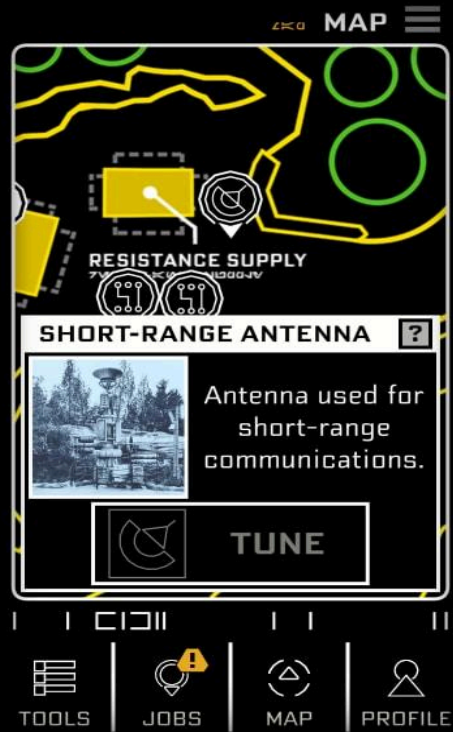 MAP
RESISTANCE SUPPLY
SHORT-RANGE ANTENNA ?
Antenna used for
short-range
communications.
TUNE
!
TOOLS JOBS MAP PROFILE